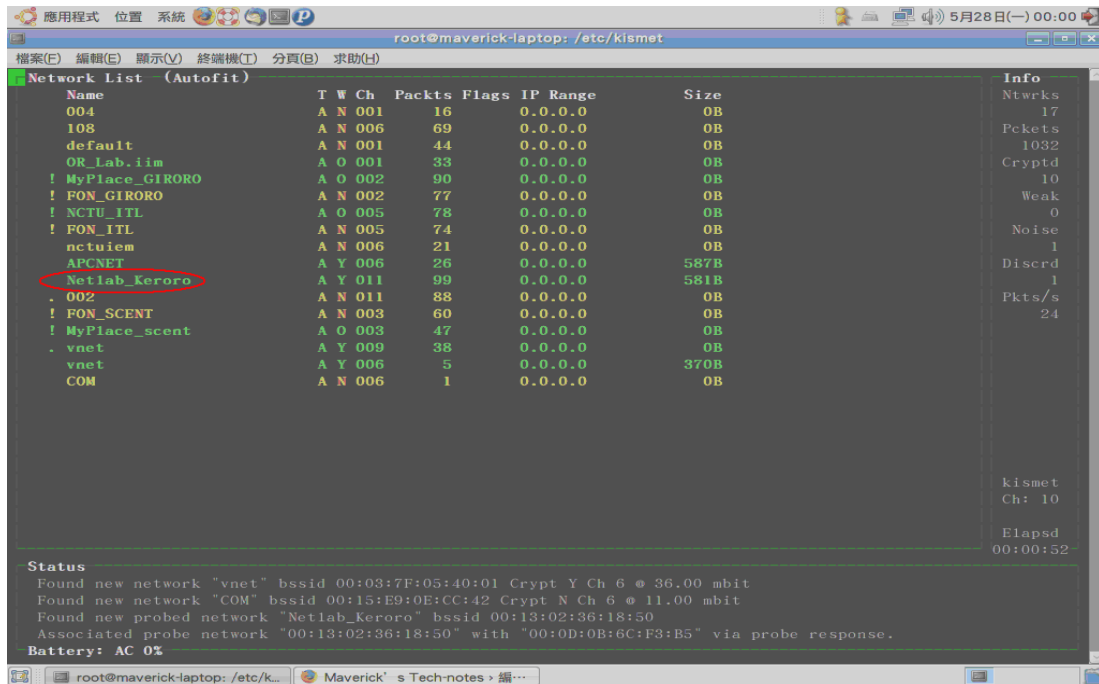 應用程式 位置 系統 5月28日(一) 00:00
root@maverick-laptop: /etc/kismet
檔案(F) 編輯(E) 顯示(V) 終端機(T) 分頁(B) 求助(H)
Network List (Autofit) Info
Name T W Ch Packts Flags IP Range Size Ntwrks
004 A N 001 16 0.0.0.0 0B 17
108 A N 006 69 0.0.0.0 0B Pckets
default A N 001 44 0.0.0.0 0B 1032
OR_Lab.iim A O 001 33 0.0.0.0 0B Cryptd
! MyPlace_GIRORO A O 002 90 0.0.0.0 0B 10
! FON_GIRORO A N 002 77 0.0.0.0 0B Weak
! NCTU_ITL A O 005 78 0.0.0.0 0B 0
! FON_ITL A N 005 74 0.0.0.0 0B Noise
nctuiem A N 006 21 0.0.0.0 0B 1
APCNET A Y 006 26 0.0.0.0 587B Discrd
Netlab_Keroro A Y 011 99 0.0.0.0 581B 1
. 002 A N 011 88 0.0.0.0 0B Pkts/s
! FON_SCENT A N 003 60 0.0.0.0 0B 24
! MyPlace_scent A O 003 47 0.0.0.0 0B
. vnet A Y 009 38 0.0.0.0 0B
vnet A Y 006 5 0.0.0.0 370B
COM A N 006 1 0.0.0.0 0B
kismet
Ch: 10
Elapsd
00:00:52
Status
Found new network "vnet" bssid 00:03:7F:05:40:01 Crypt Y Ch 6 @ 36.00 mbit
Found new network "COM" bssid 00:15:E9:0E:CC:42 Crypt N Ch 6 @ 11.00 mbit
Found new probed network "Netlab_Keroro" bssid 00:13:02:36:18:50
Associated probe network "00:13:02:36:18:50" with "00:0D:0B:6C:F3:B5" via probe response.
Battery: AC 0%
root@maverick-laptop: /etc/k... Maverick's Tech-notes › 編…